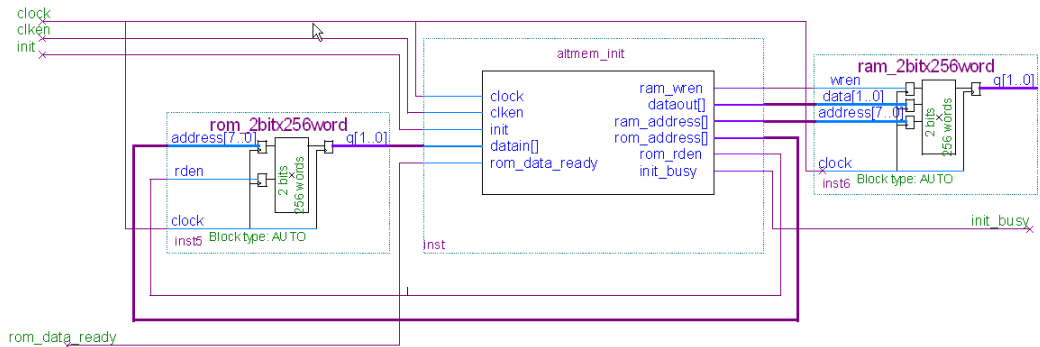 clock
clken
init
altmem_init
clock
clken
init
datain[]
rom_data_ready
ram_wren
dataout[]
ram_address[]
rom_address[]
rom_rden
init_busy
inst
rom_2bitx256word
address[7..0]
q[1..0]
rden
2 bits
256 words
clock
inst5
Block type: AUTO
ram_2bitx256word
wren
q[1..0]
data[1..0]
address[7..0]
2 bits
256 words
clock
inst6
Block type: AUTO
init_busy
rom_data_ready